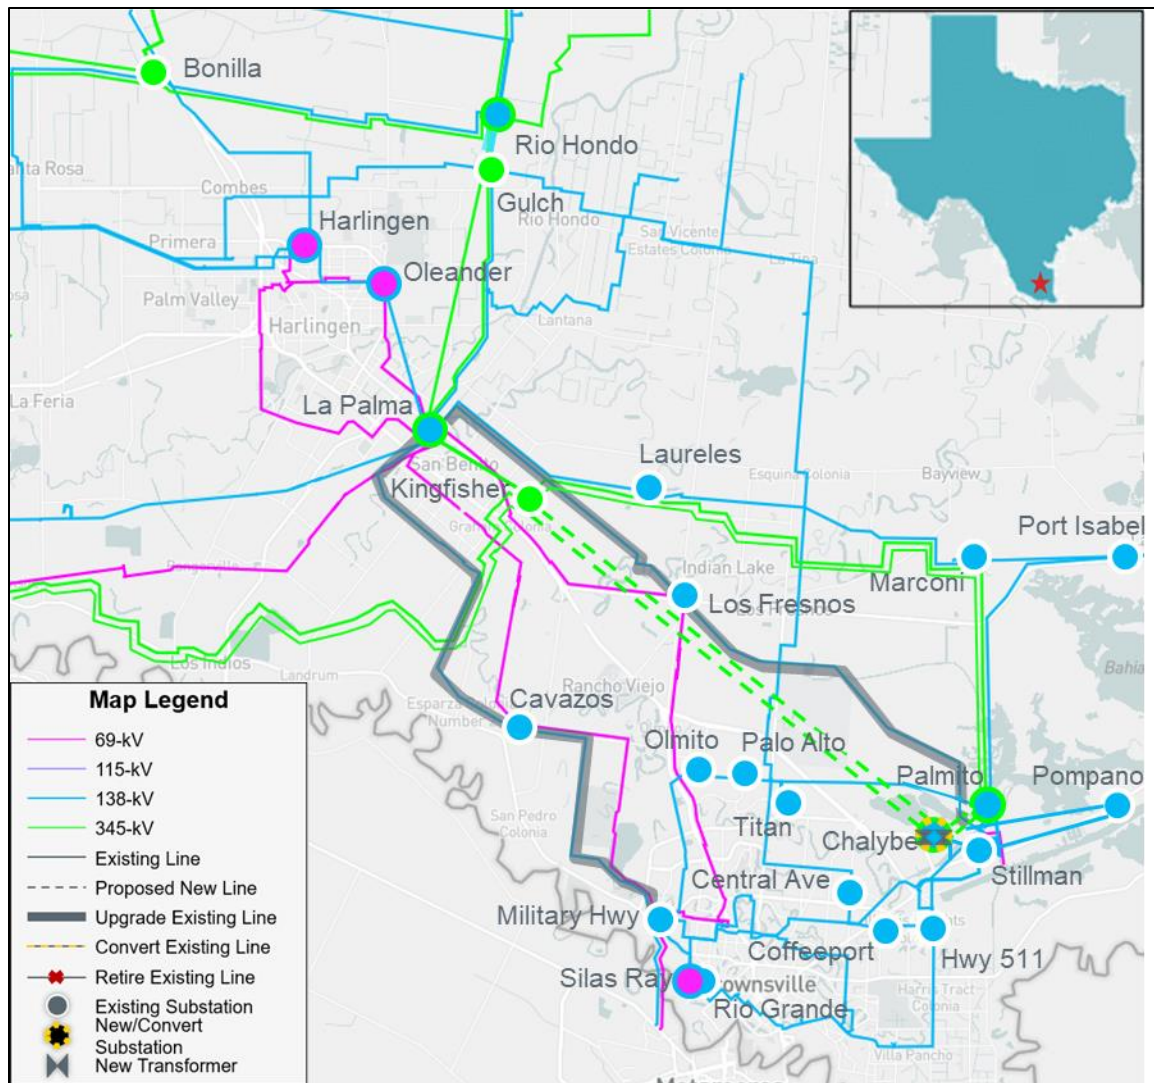 Bonilla
Rio Hondo
Gulch
Rio Hondo
Combes
Harlingen
Primera
San Vicente
Estates Colonia
La Tina
Oleander
Palm Valley
Harlingen
Lantana
La Feria
La Palma
San Benito
Laureles
Esquina Colonia
Bayview
Kingfisher
Port Isabel
Indian Lake
Marconi
Los Fresnos
Los Indios
Landrum
Rancho Viejo
Cavazos
Olmito
Palo Alto
Palmito
Pompano
San Pedro
Colonia
Titan
Chalybe
Stillman
Central Ave
Military Hwy
Coffeeport
Hwy 511
Silas Ray
Rio Grande
Harris Tract
Colonia
Villa Pancho
Map Legend
69-kV
115-kV
138-kV
345-kV
Existing Line
Proposed New Line
Upgrade Existing Line
Convert Existing Line
Retire Existing Line
Existing Substation
New/Convert
Substation
New Transformer